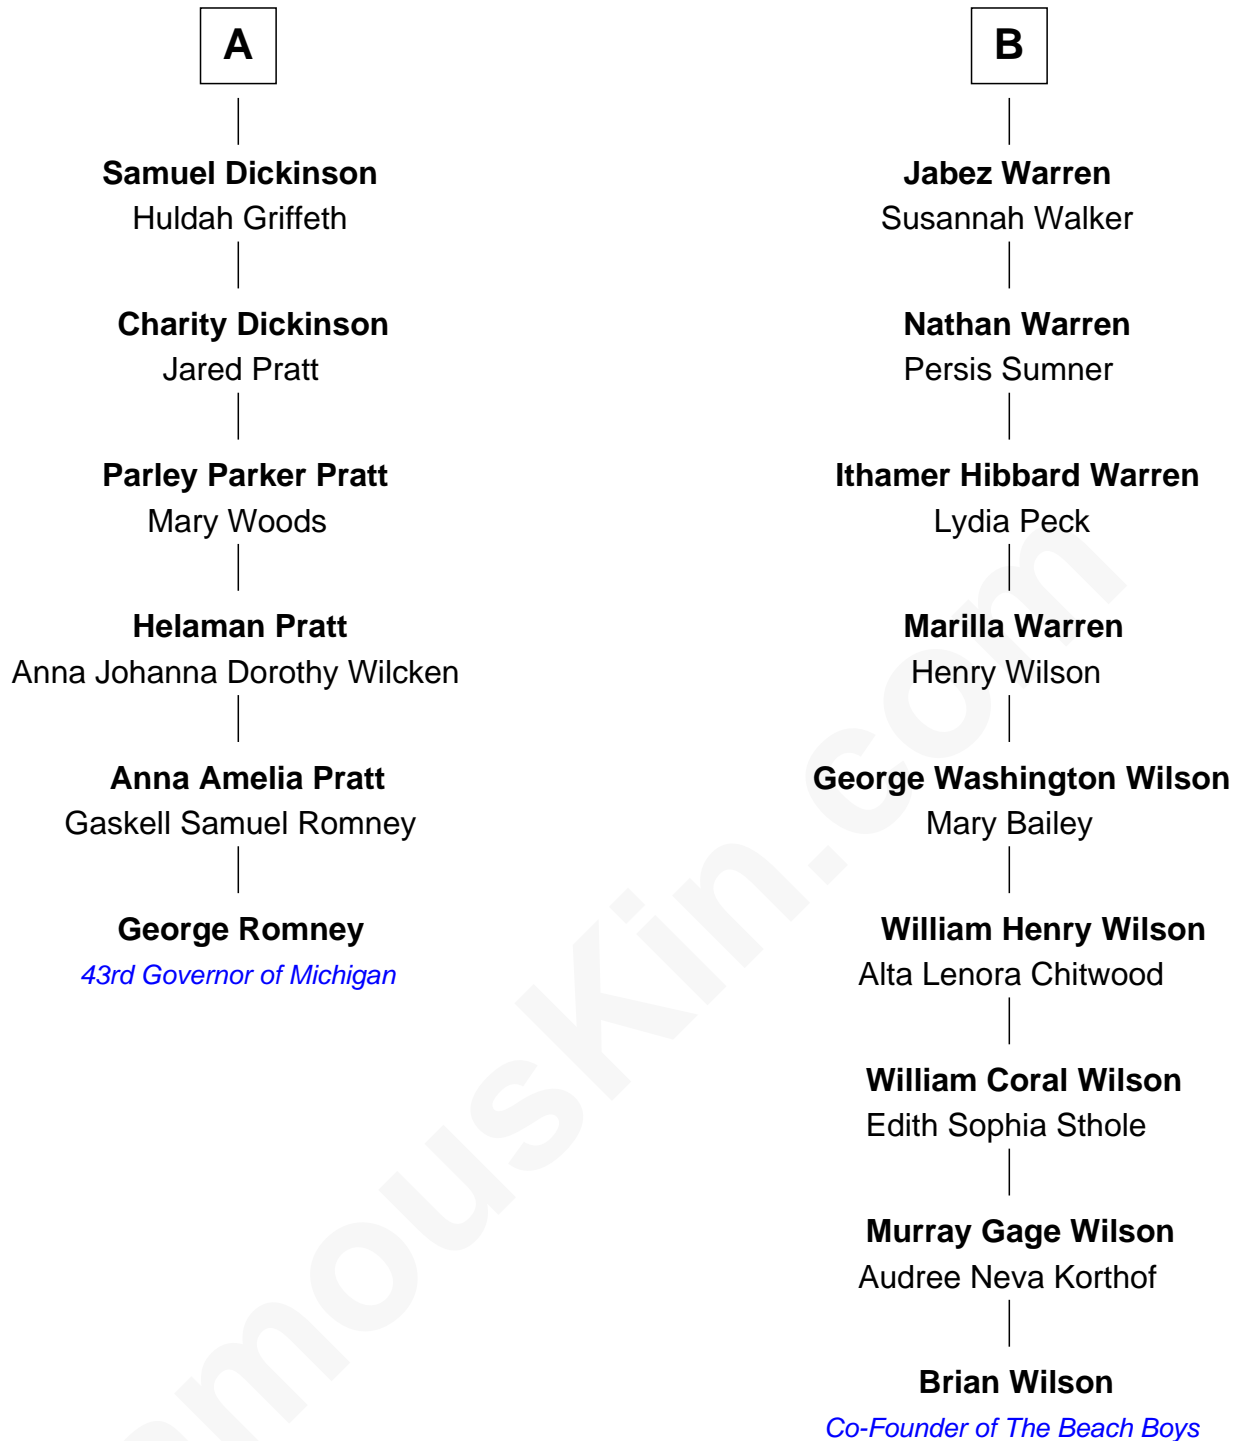 A
Samuel Dickinson
Huldah Griffeth
Charity Dickinson
Jared Pratt
Parley Parker Pratt
Mary Woods
Helaman Pratt
Anna Johanna Dorothy Wilcken
Anna Amelia Pratt
Gaskell Samuel Romney
George Romney
43rd Governor of Michigan
B
Jabez Warren
Susannah Walker
Nathan Warren
Persis Sumner
Ithamer Hibbard Warren
Lydia Peck
Marilla Warren
Henry Wilson
George Washington Wilson
Mary Bailey
William Henry Wilson
Alta Lenora Chitwood
William Coral Wilson
Edith Sophia Sthole
Murray Gage Wilson
Audree Neva Korthof
Brian Wilson
Co-Founder of The Beach Boys
amouskin.com